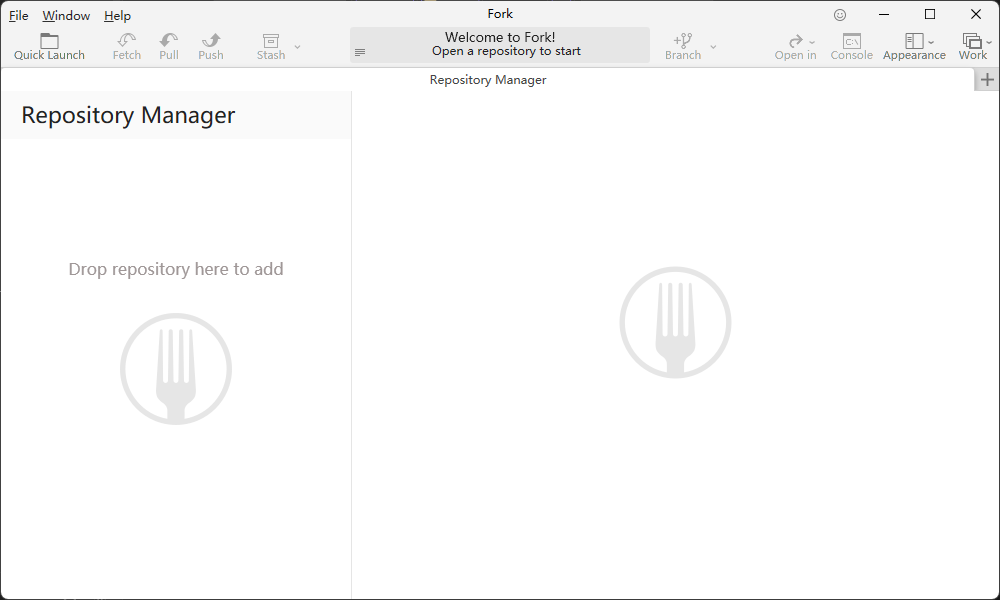 File Window Help
Fork
Quick Launch
Fetch
Pull
Push
Stash
Welcome to Fork!
Open a repository to start
Branch
Open in
C:\
Console
Appearance
Work
Repository Manager
Repository Manager
Drop repository here to add